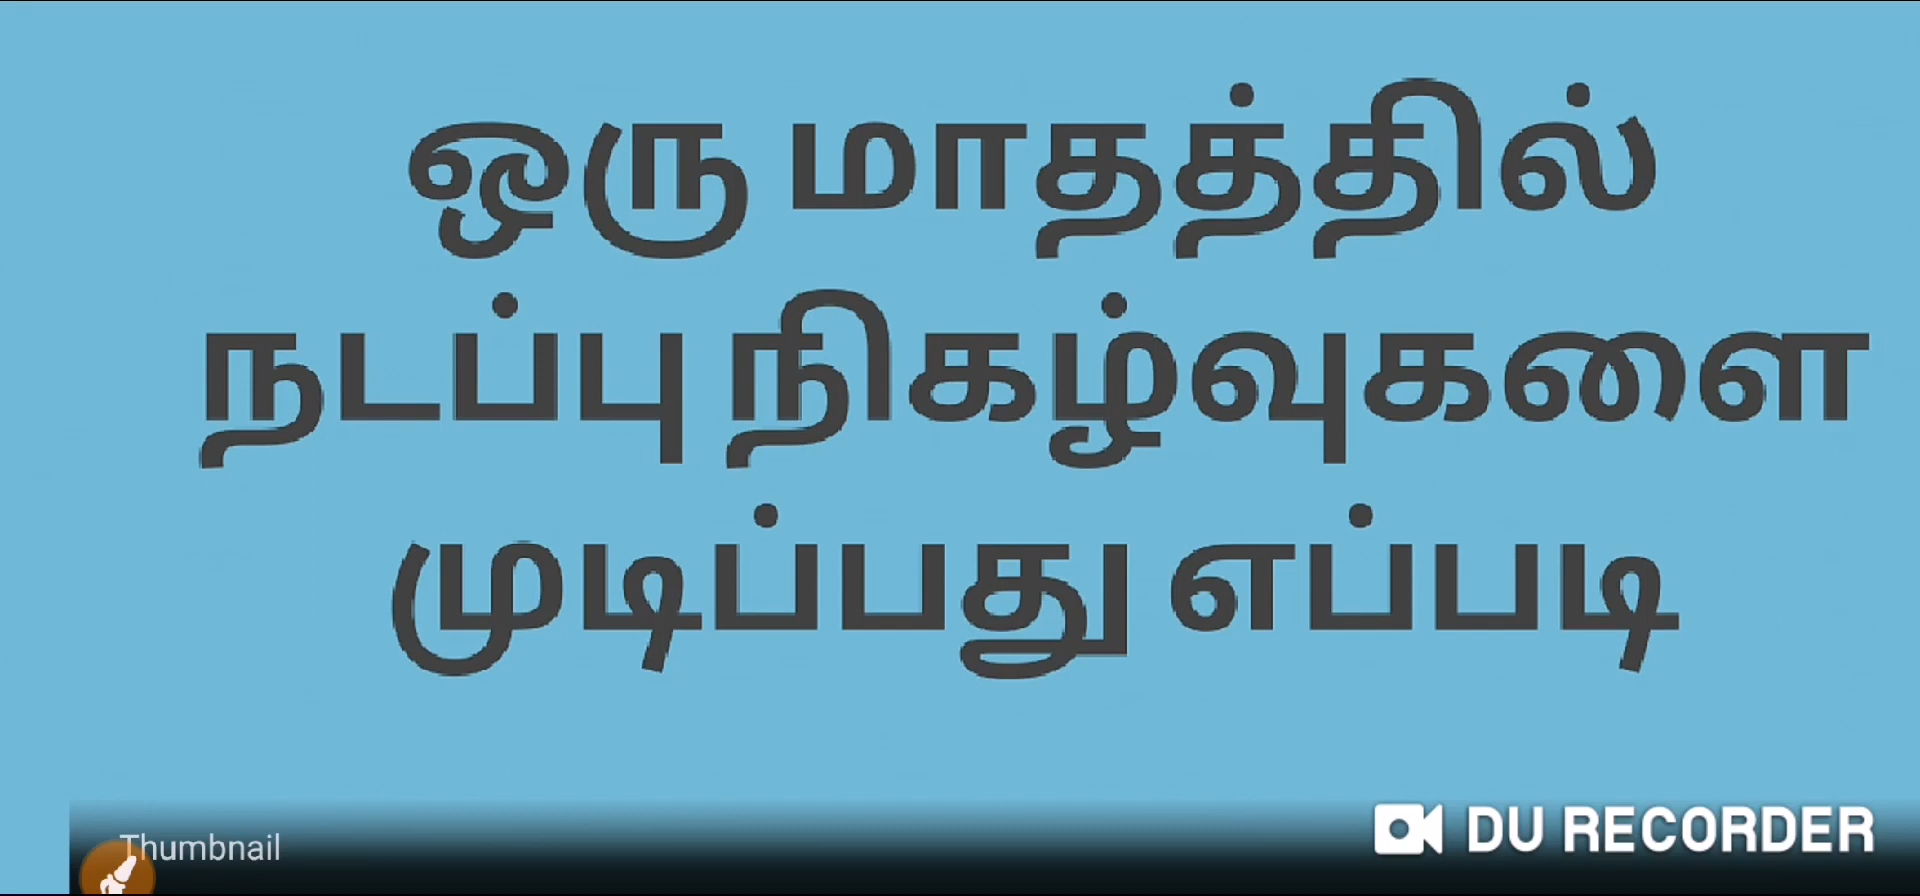 ஒரு மாதத்தில்
நடப்பு நிகழ்வுகளை
முடிப்பது எப்படி
DU RECORDER
Thumbnail